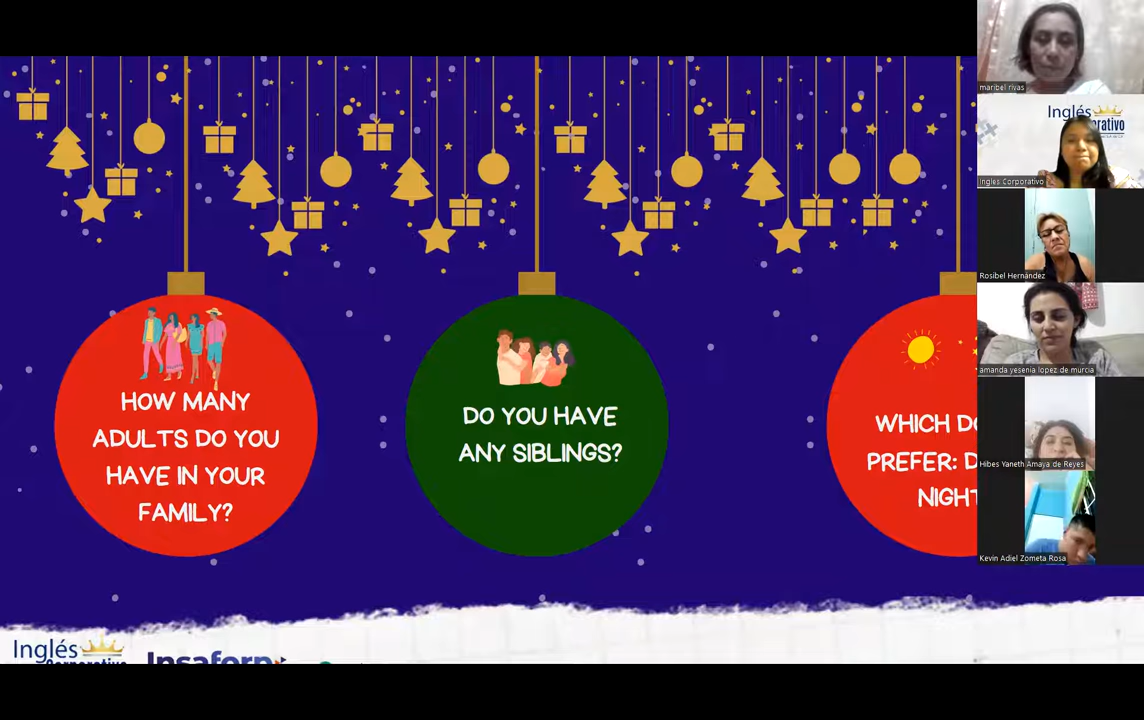 HOW MANY
ADULTS DO YOU
HAVE IN YOUR
FAMILY?
DO YOU HAVE
ANY SIBLINGS?
WHICH
PREFER:
NIGHT
Inglés
Corporativo
Insaforp
maribel rivas
Inglés
Ingles Corporativo
Rosibel Hernández
amanda yesenia lopez de murcia
Hibes Yaneth Amaya de Reyes
Kevin Adiel Zometa Rosa